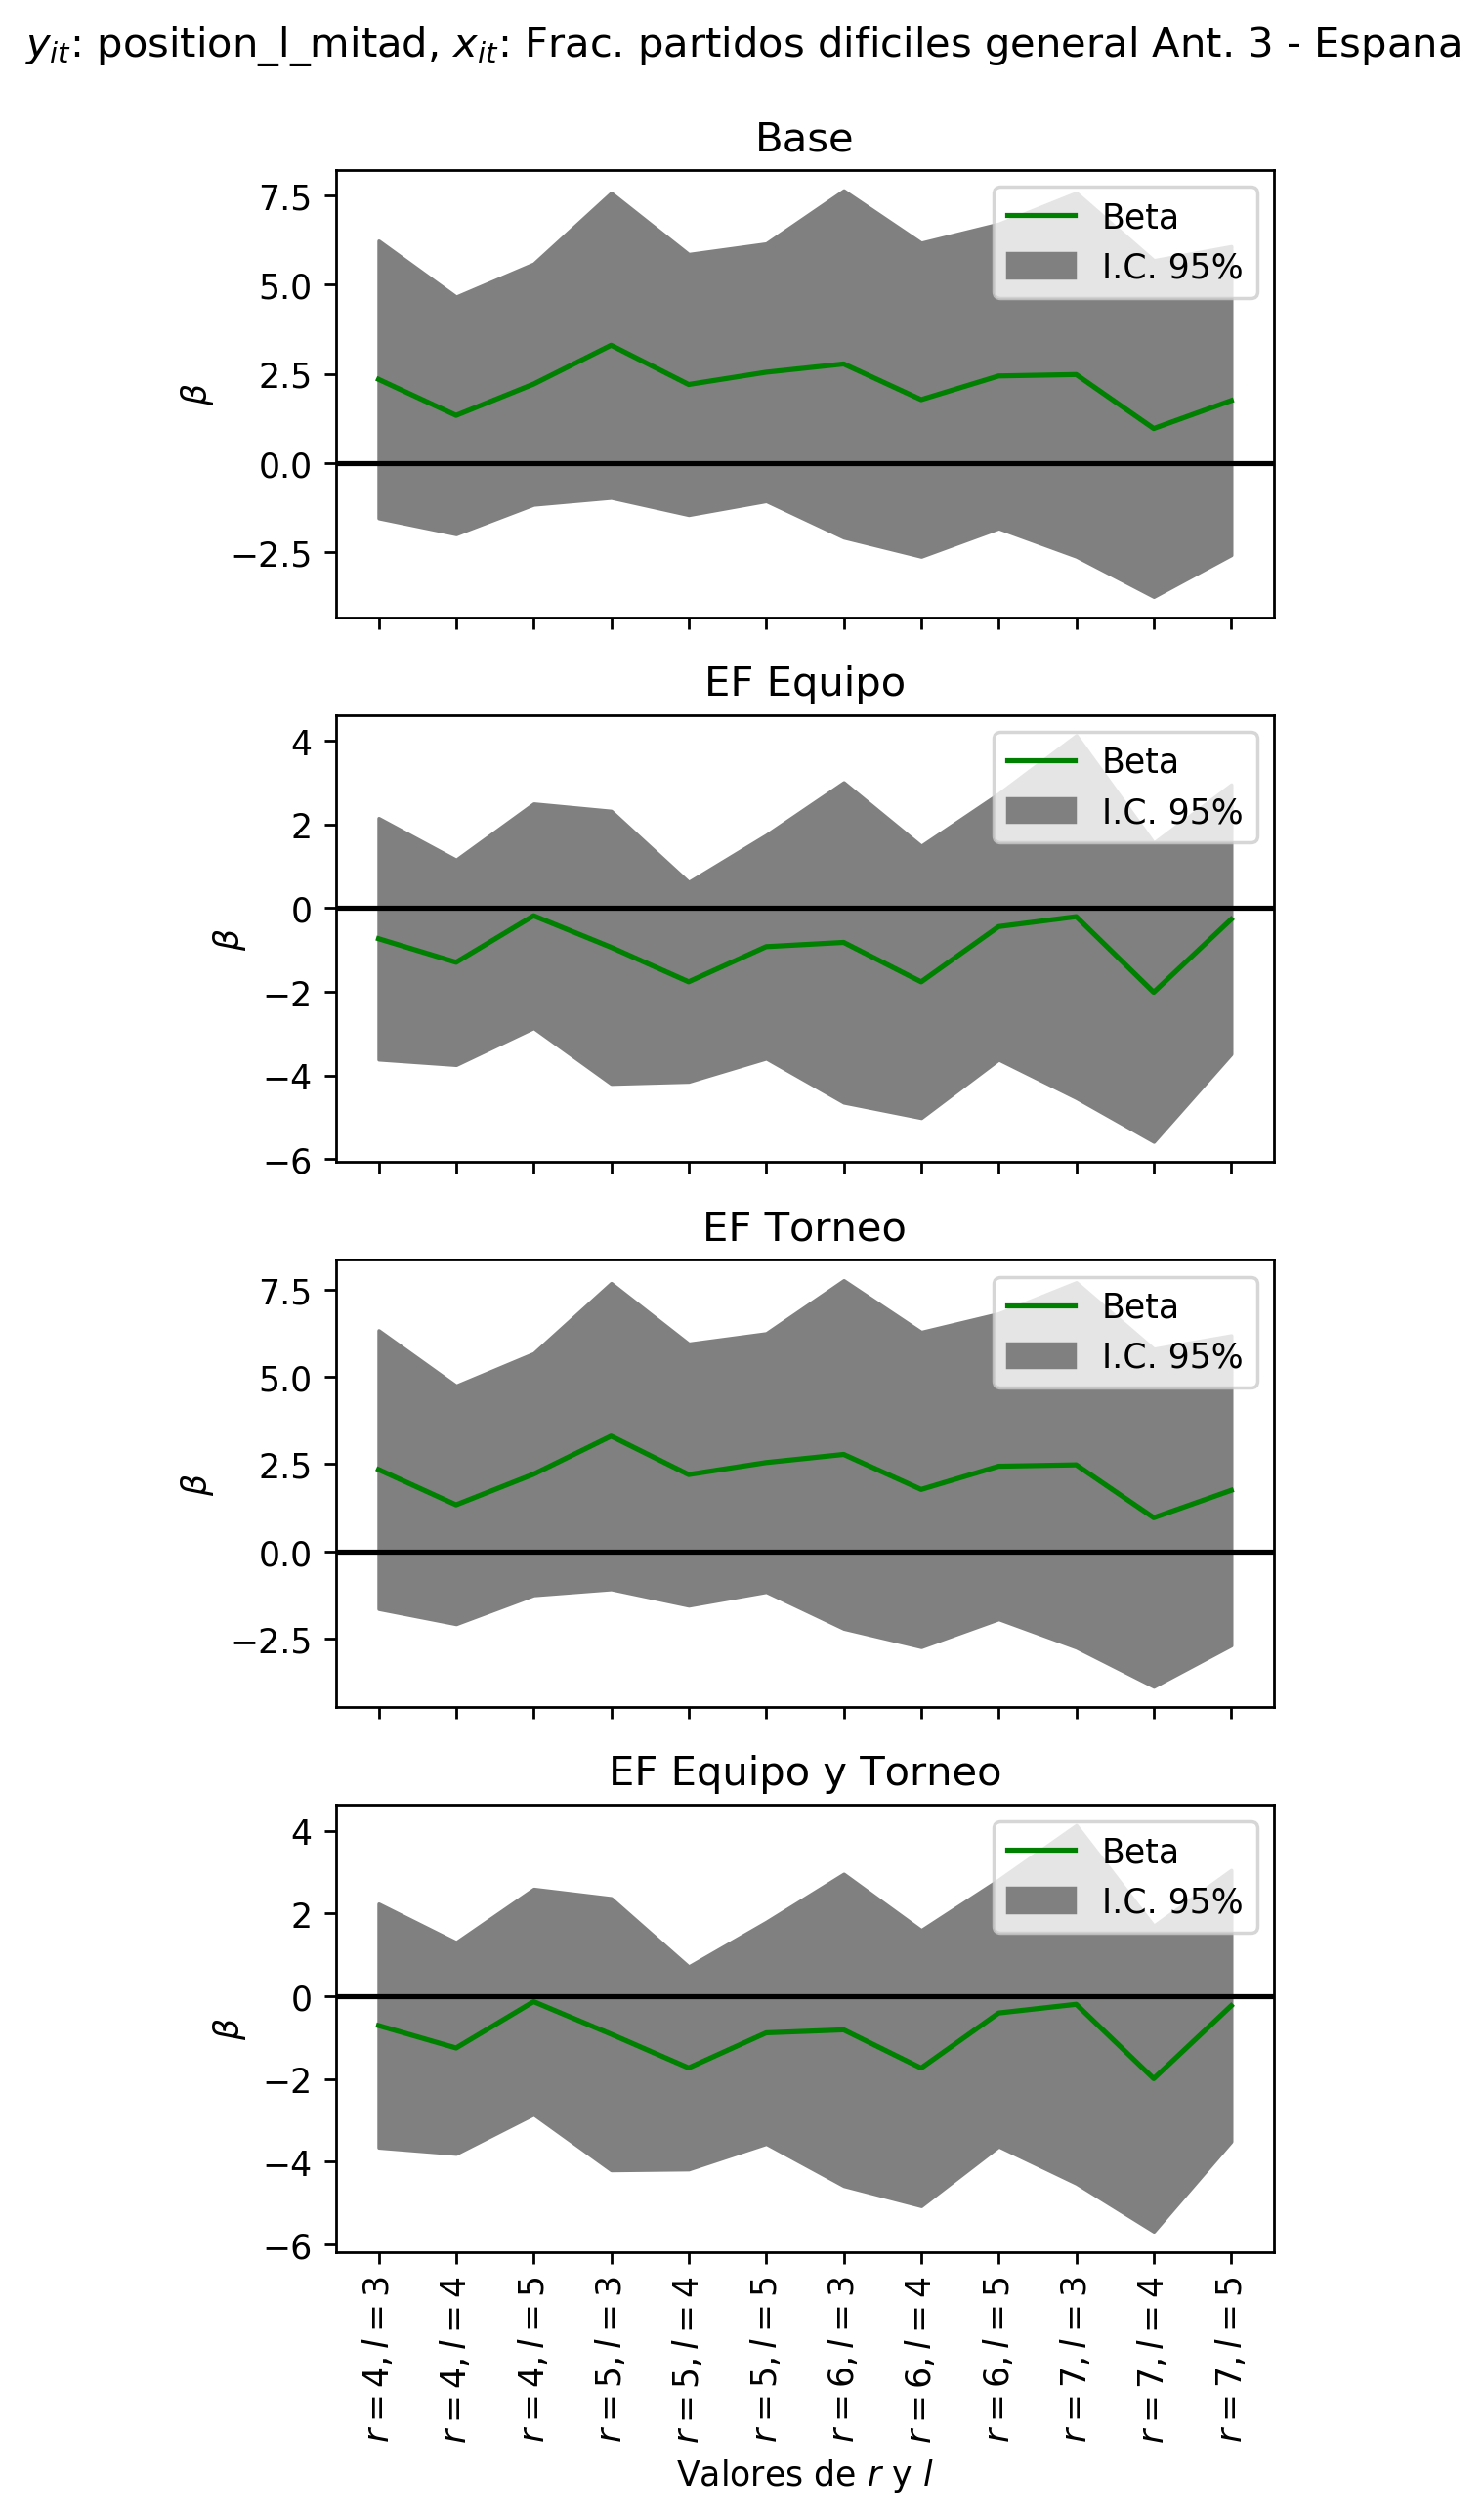 y_it: position_l_mitad, x_it: Frac. partidos dificiles general Ant. 3 - Espana
Base
7.5
5.0
2.5
0.0
−2.5
β
Beta
I.C. 95%
EF Equipo
4
2
0
−2
−4
−6
β
Beta
I.C. 95%
EF Torneo
7.5
5.0
2.5
0.0
−2.5
β
Beta
I.C. 95%
EF Equipo y Torneo
4
2
0
−2
−4
−6
β
Beta
I.C. 95%
r = 4, l = 3
r = 4, l = 4
r = 4, l = 5
r = 5, l = 3
r = 5, l = 4
r = 5, l = 5
r = 6, l = 3
r = 6, l = 4
r = 6, l = 5
r = 7, l = 3
r = 7, l = 4
r = 7, l = 5
Valores de r y l